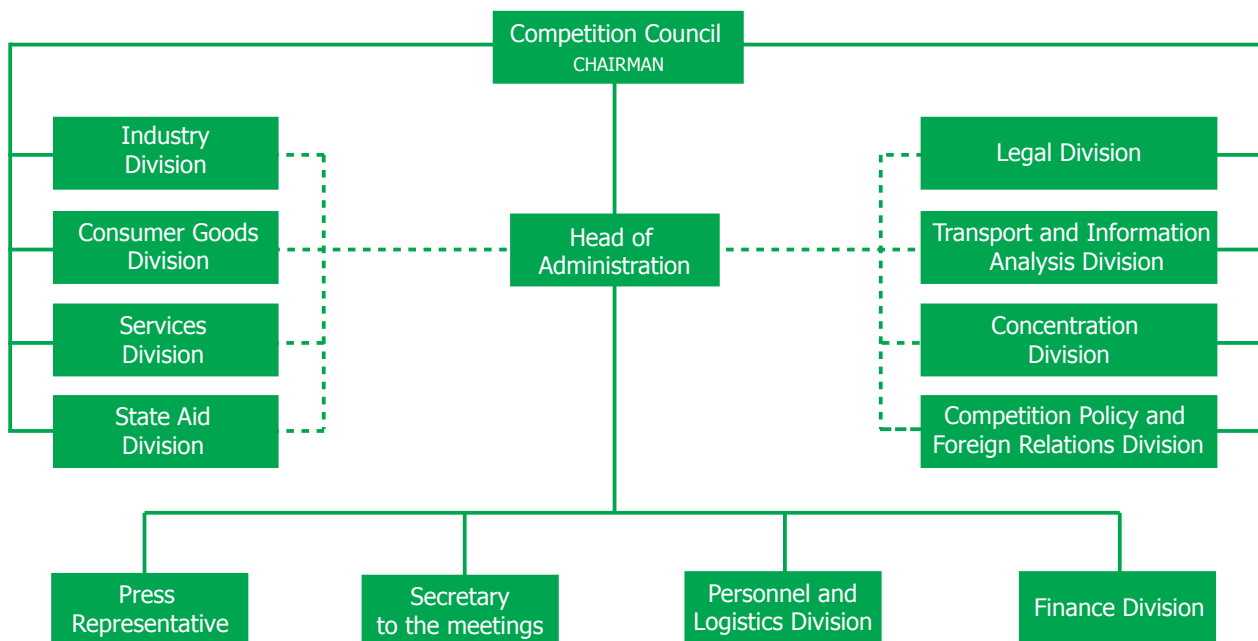 Competition Council
CHAIRMAN
Industry
Division
Legal Division
Consumer Goods
Division
Head of
Administration
Transport and Information
Analysis Division
Services
Division
Concentration
Division
State Aid
Division
Competition Policy and
Foreign Relations Division
Press
Representative
Secretary
to the meetings
Personnel and
Logistics Division
Finance Division